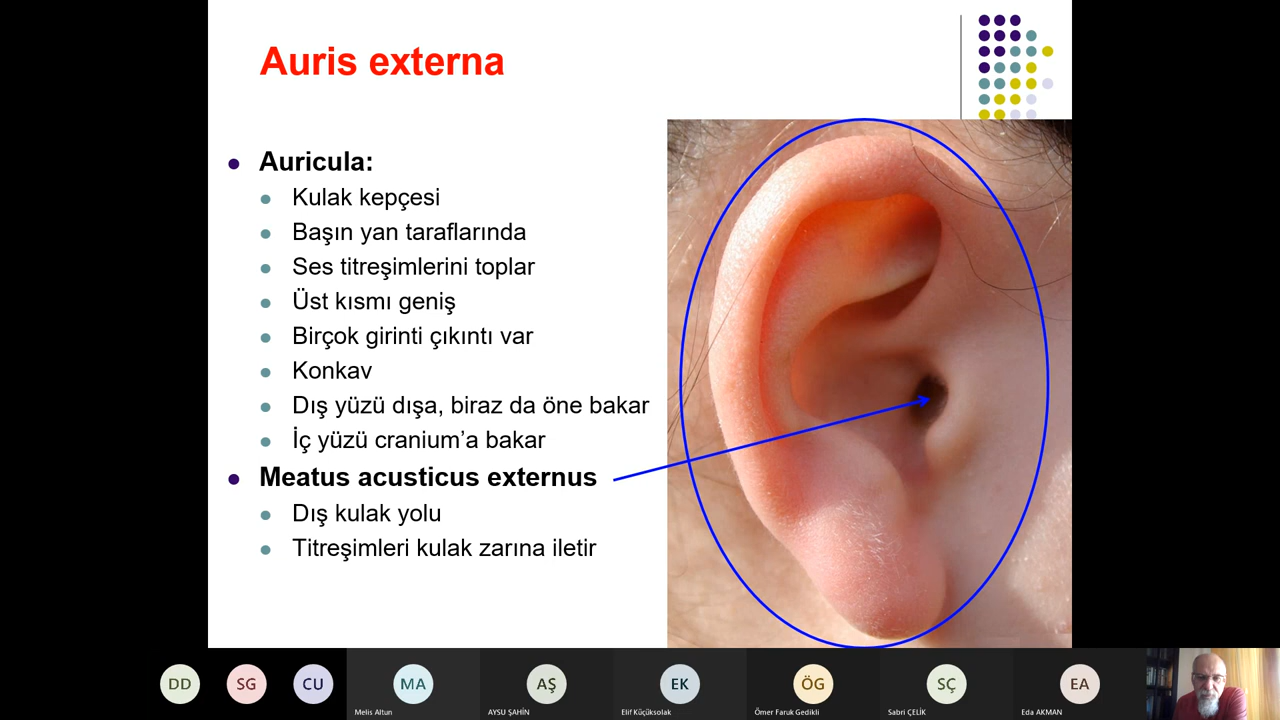 Auris externa
Auricula:
Kulak kepçesi
Başın yan taraflarında
Ses titreşimlerini toplar
Üst kısmı geniş
Birçok girinti çıkıntı var
Konkav
Dış yüzü dışa, biraz da öne bakar
İç yüzü cranium’a bakar
Meatus acusticus externus
Dış kulak yolu
Titreşimleri kulak zarına iletir
DD SG CU MA AŞ EK ÖG SÇ EA
Melis Altun AYSU ŞAHİN Elif Küçüksolak Ömer Faruk Gedikli Sabri ÇELİK Eda AKMAN